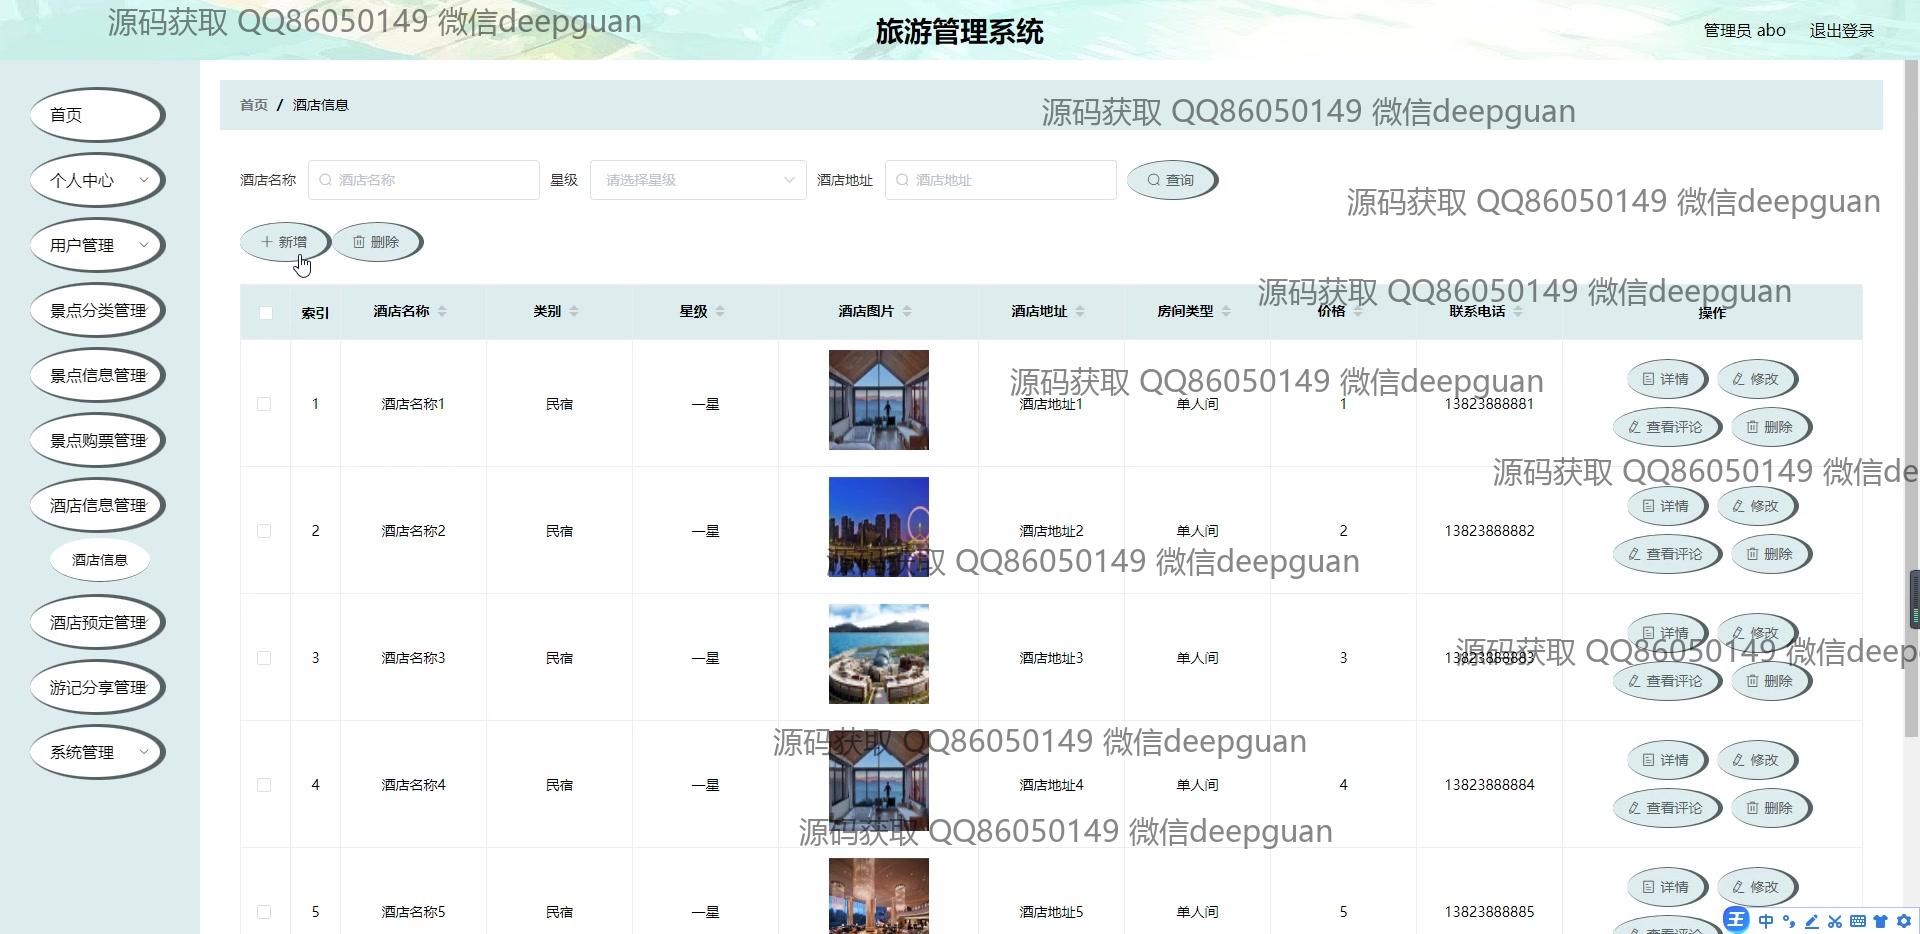 源码获取 QQ86050149 微信deepguan
旅游管理系统
管理员 abo 退出登录
首页
个人中心
用户管理
景点分类管理
景点信息管理
景点购票管理
酒店信息管理
酒店信息
酒店预定管理
游记分享管理
系统管理
首页 / 酒店信息
源码获取 QQ86050149 微信deepguan
酒店名称 酒店名称 星级 请选择星级 酒店地址 酒店地址 查询
源码获取 QQ86050149 微信deepguan
新增 删除
源码获取 QQ86050149 微信deepguan
索引 酒店名称 类别 星级 酒店图片 酒店地址 房间类型 价格 联系电话 操作
源码获取 QQ86050149 微信deepguan
1 酒店名称1 民宿 一星 酒店地址1 单人间 1 13823888881 详情 修改
查看评论 删除
源码获取 QQ86050149 微信de
2 酒店名称2 民宿 一星 酒店地址2 单人间 2 13823888882 详情 修改
查看评论 删除
取 QQ86050149 微信deepguan
3 酒店名称3 民宿 一星 酒店地址3 单人间 3 13823888883 详情 修改
查看评论 删除
源码获取 QQ86050149 微信deep
源码获取 QQ86050149 微信deepguan
4 酒店名称4 民宿 一星 酒店地址4 单人间 4 13823888884 详情 修改
查看评论 删除
源码获取 QQ86050149 微信deepguan
5 酒店名称5 民宿 一星 酒店地址5 单人间 5 13823888885 详情 修改
王 中